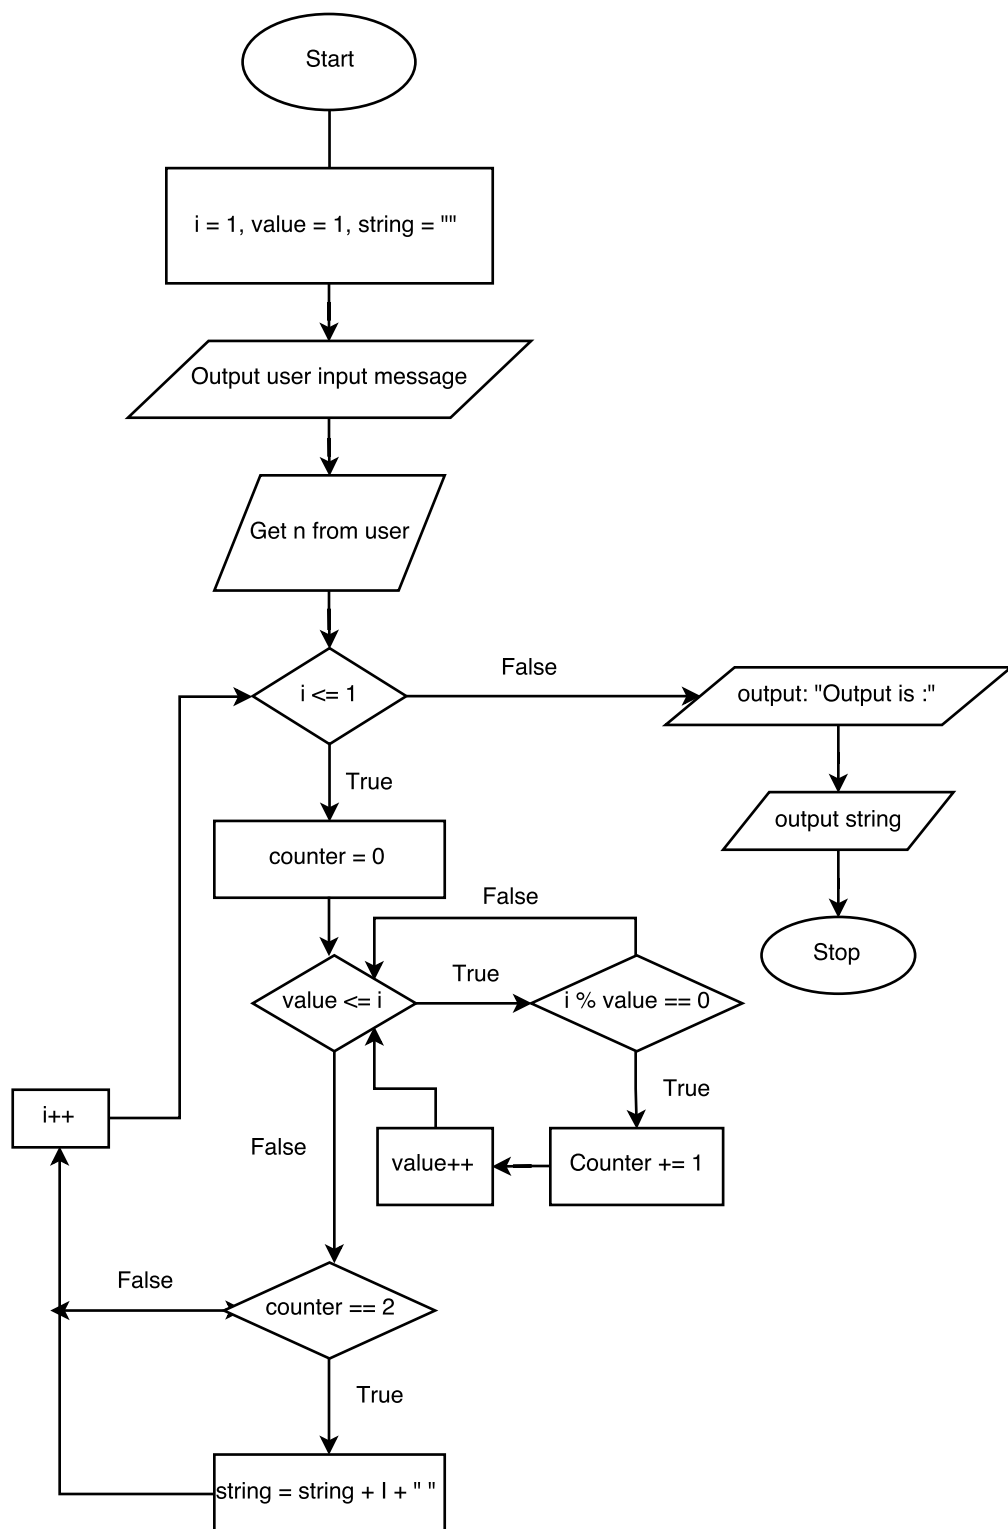 Start
i = 1, value = 1, string = ""
Output user input message
Get n from user
i <= 1
False
output: "Output is :"
True
output string
counter = 0
False
Stop
value <= i
True
i % value == 0
True
i++
False
value++
Counter += 1
False
counter == 2
True
string = string + I + " "